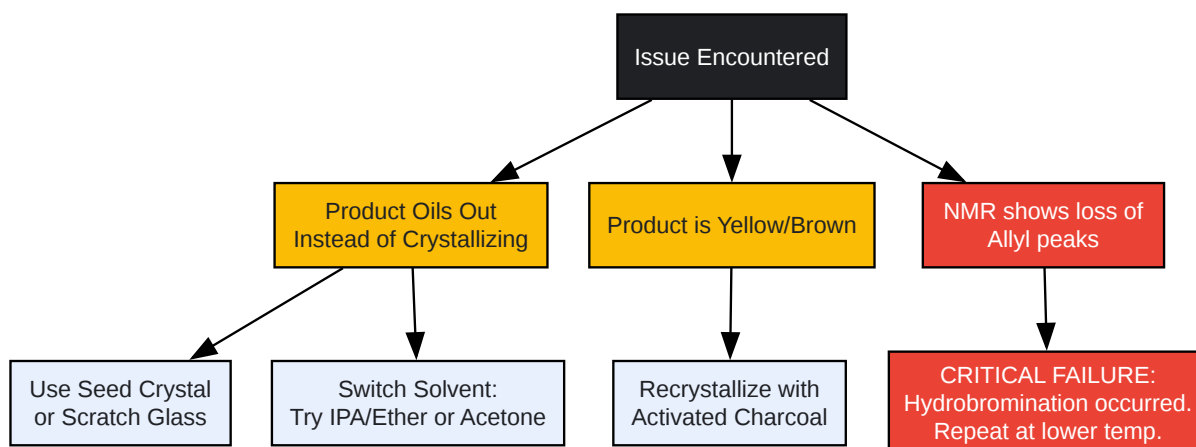 Issue Encountered
Product Oils Out
Instead of Crystallizing
Product is Yellow/Brown
NMR shows loss of
Allyl peaks
Use Seed Crystal
or Scratch Glass
Switch Solvent:
Try IPA/Ether or Acetone
Recrystallize with
Activated Charcoal
CRITICAL FAILURE:
Hydrobromination occurred.
Repeat at lower temp.